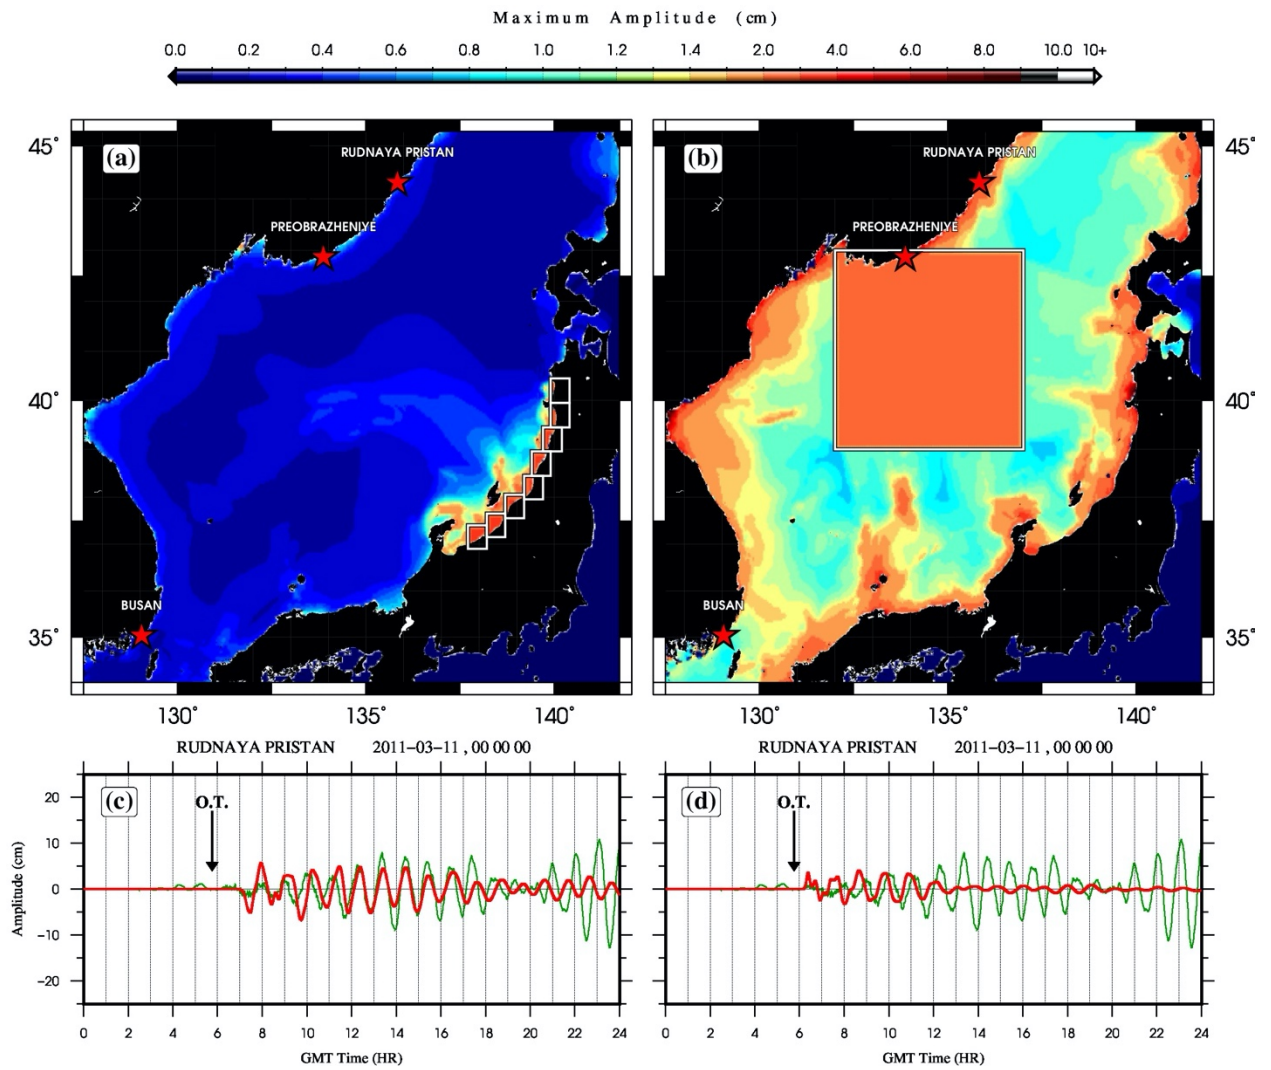 Maximum Amplitude (cm)
0.0 0.2 0.4 0.6 0.8 1.0 1.2 1.4 2.0 4.0 6.0 8.0 10.0 10+
(a)
RUDNAYA PRISTAN
PREOBRAZHENIYE
BUSAN
45°
40°
35°
130° 135° 140°
(b)
RUDNAYA PRISTAN
PREOBRAZHENIYE
BUSAN
45°
40°
35°
130° 135° 140°
RUDNAYA PRISTAN 2011-03-11 , 00 00 00
(c)
O.T.
Amplitude (cm)
20
10
0
-10
-20
0 2 4 6 8 10 12 14 16 18 20 22 24
GMT Time (HR)
RUDNAYA PRISTAN 2011-03-11 , 00 00 00
(d)
O.T.
20
10
0
-10
-20
0 2 4 6 8 10 12 14 16 18 20 22 24
GMT Time (HR)